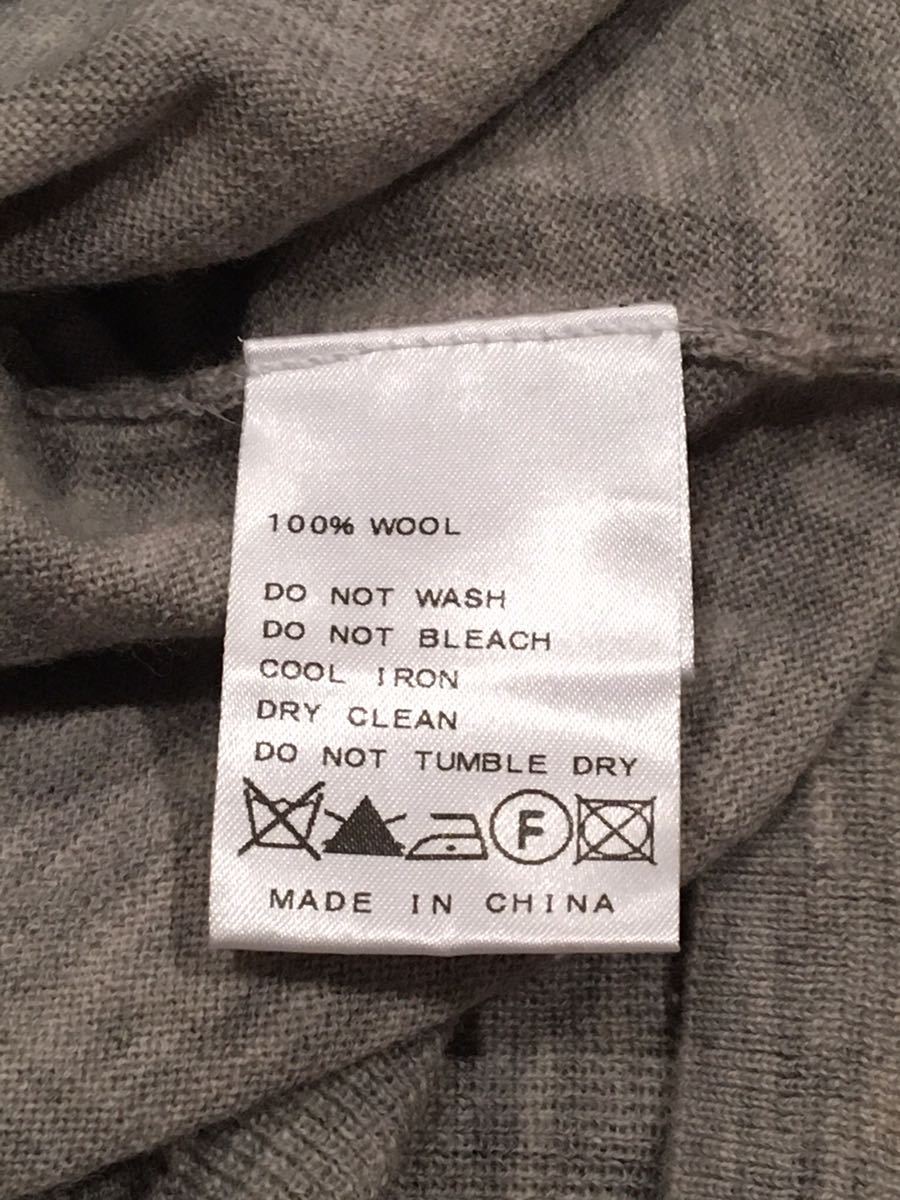 100% WOOL
DO NOT WASH
DO NOT BLEACH
COOL IRON
DRY CLEAN
DO NOT TUMBLE DRY
F
MADE IN CHINA